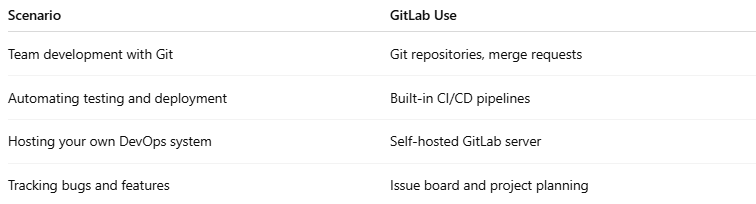 Scenario GitLab Use
Team development with Git Git repositories, merge requests
Automating testing and deployment Built-in CI/CD pipelines
Hosting your own DevOps system Self-hosted GitLab server
Tracking bugs and features Issue board and project planning